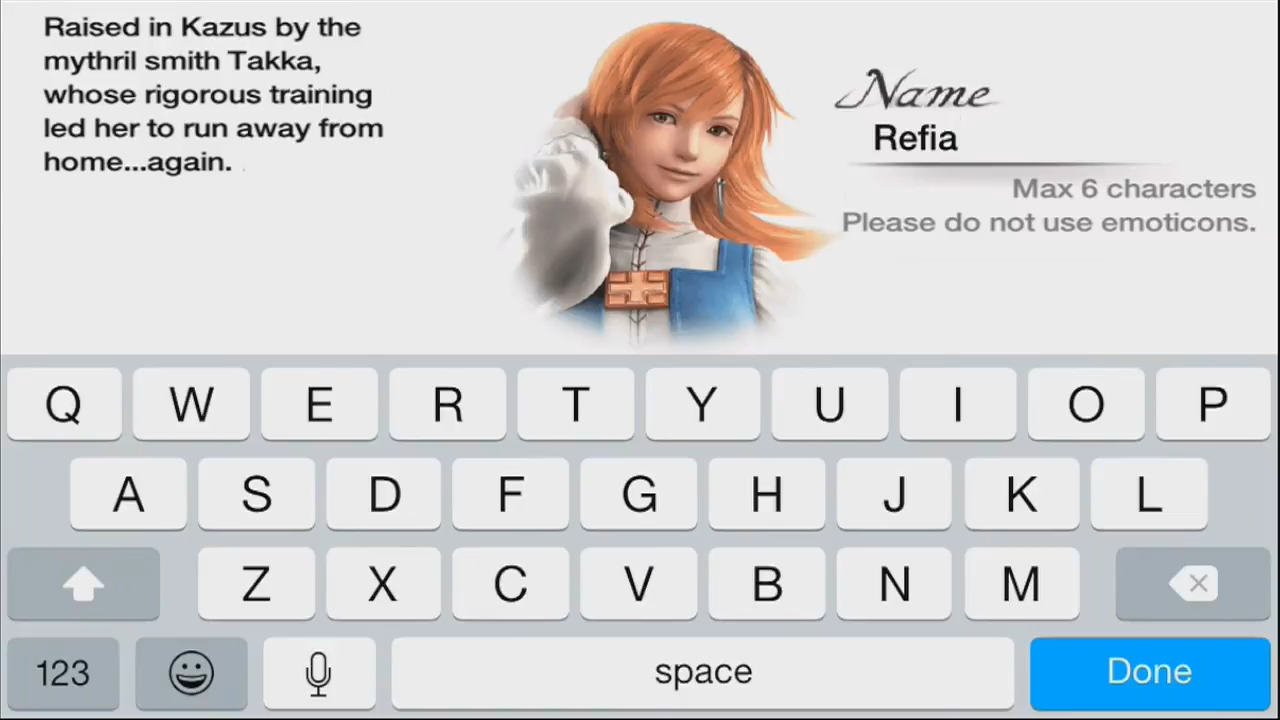 Raised in Kazus by the
mythril smith Takka,
whose rigorous training
led her to run away from
home...again.
Name
Refia
Max 6 characters
Please do not use emoticons.
Q W E R T Y U I O P
A S D F G H J K L
Z X C V B N M
123 space Done